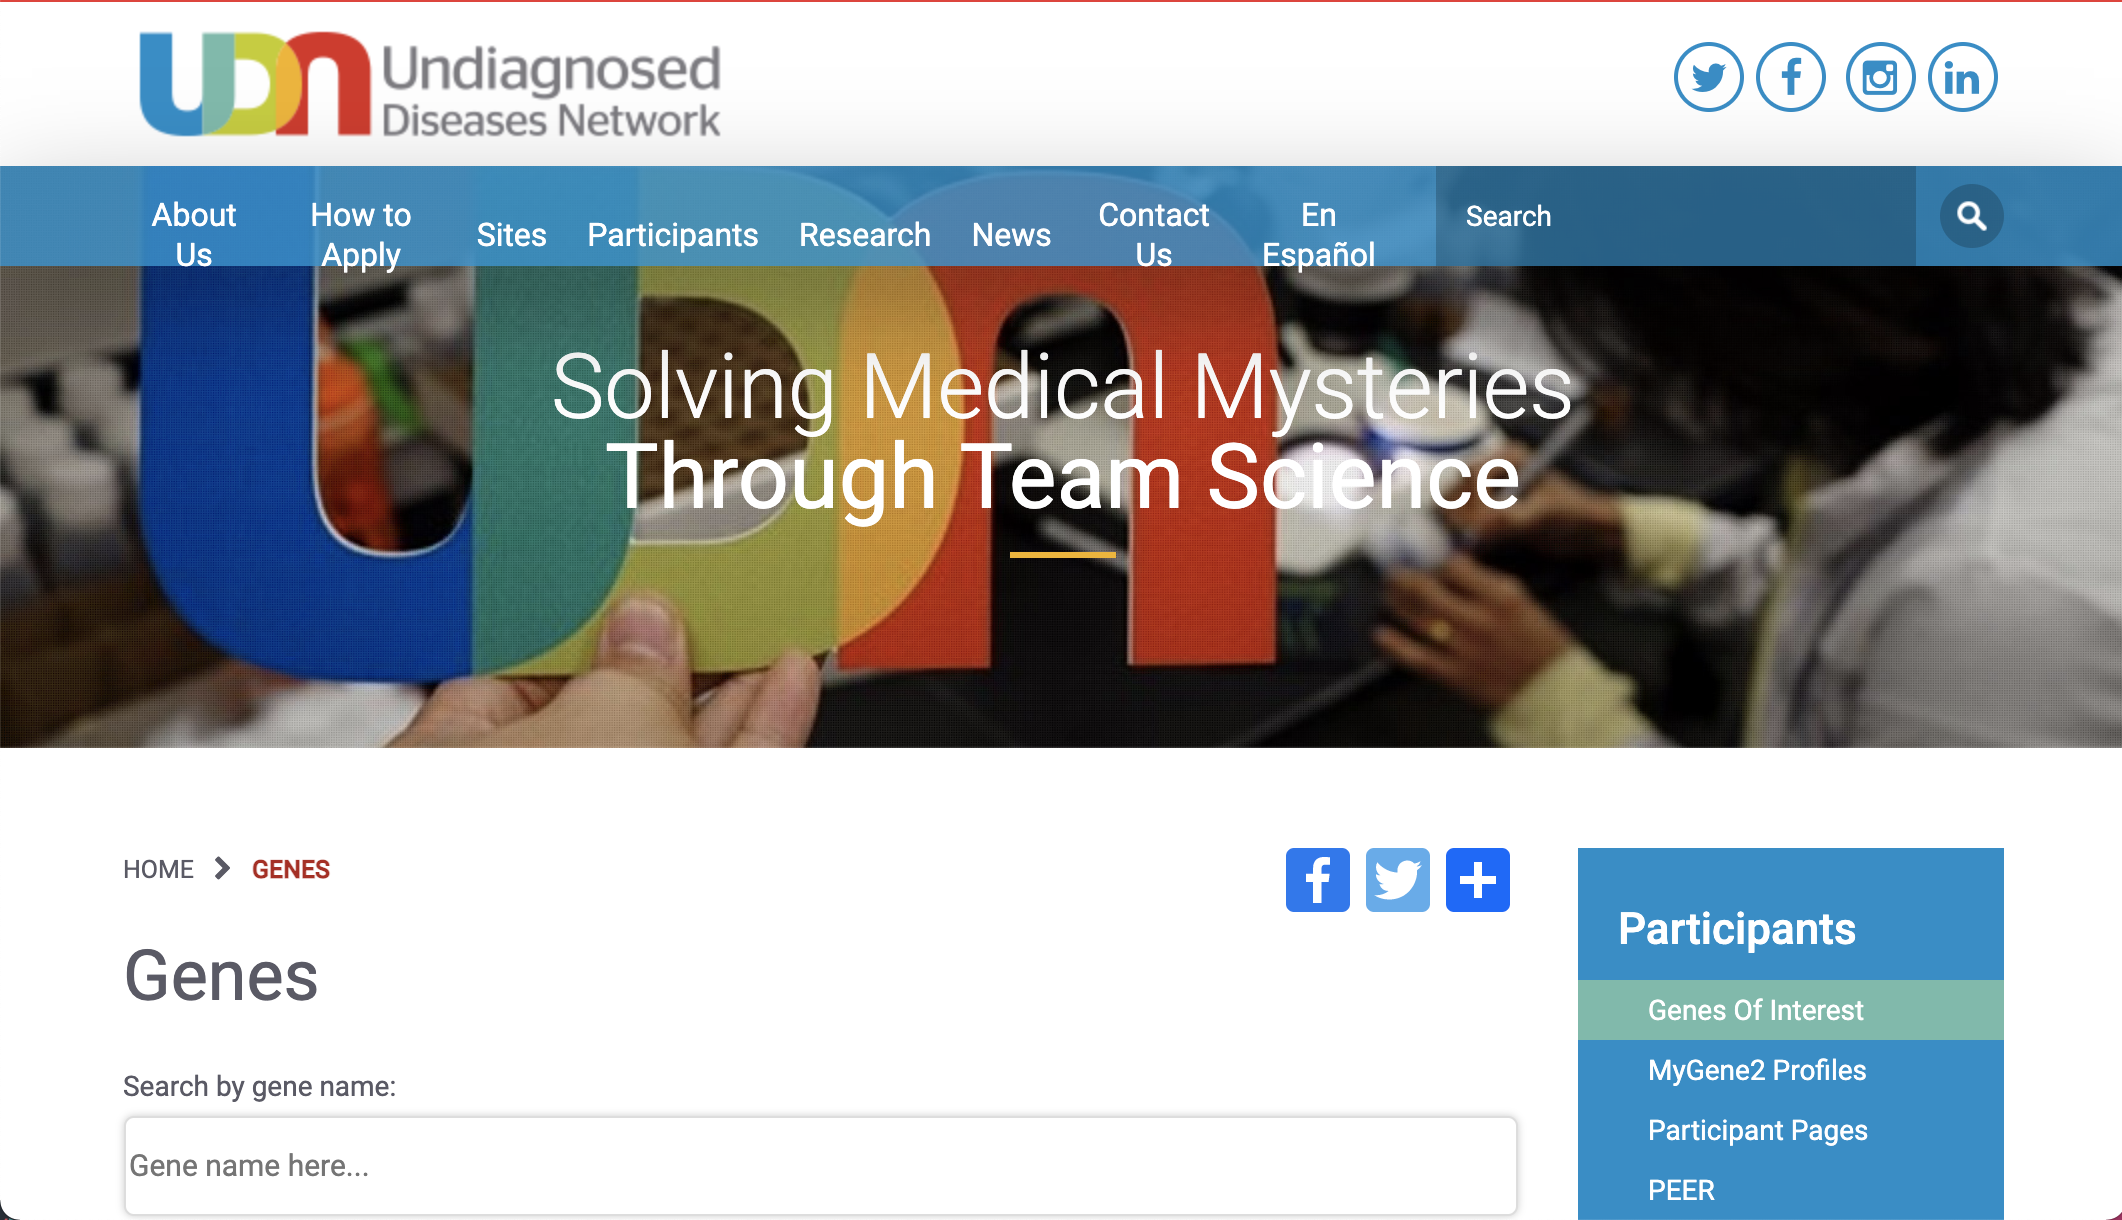 UDN Undiagnosed
Diseases Network
About
Us
How to
Apply
Sites
Participants
Research
News
Contact
Us
En
Español
Search
Solving Medical Mysteries
Through Team Science
HOME
GENES
Genes
Search by gene name:
Gene name here...
Participants
Genes Of Interest
MyGene2 Profiles
Participant Pages
PEER